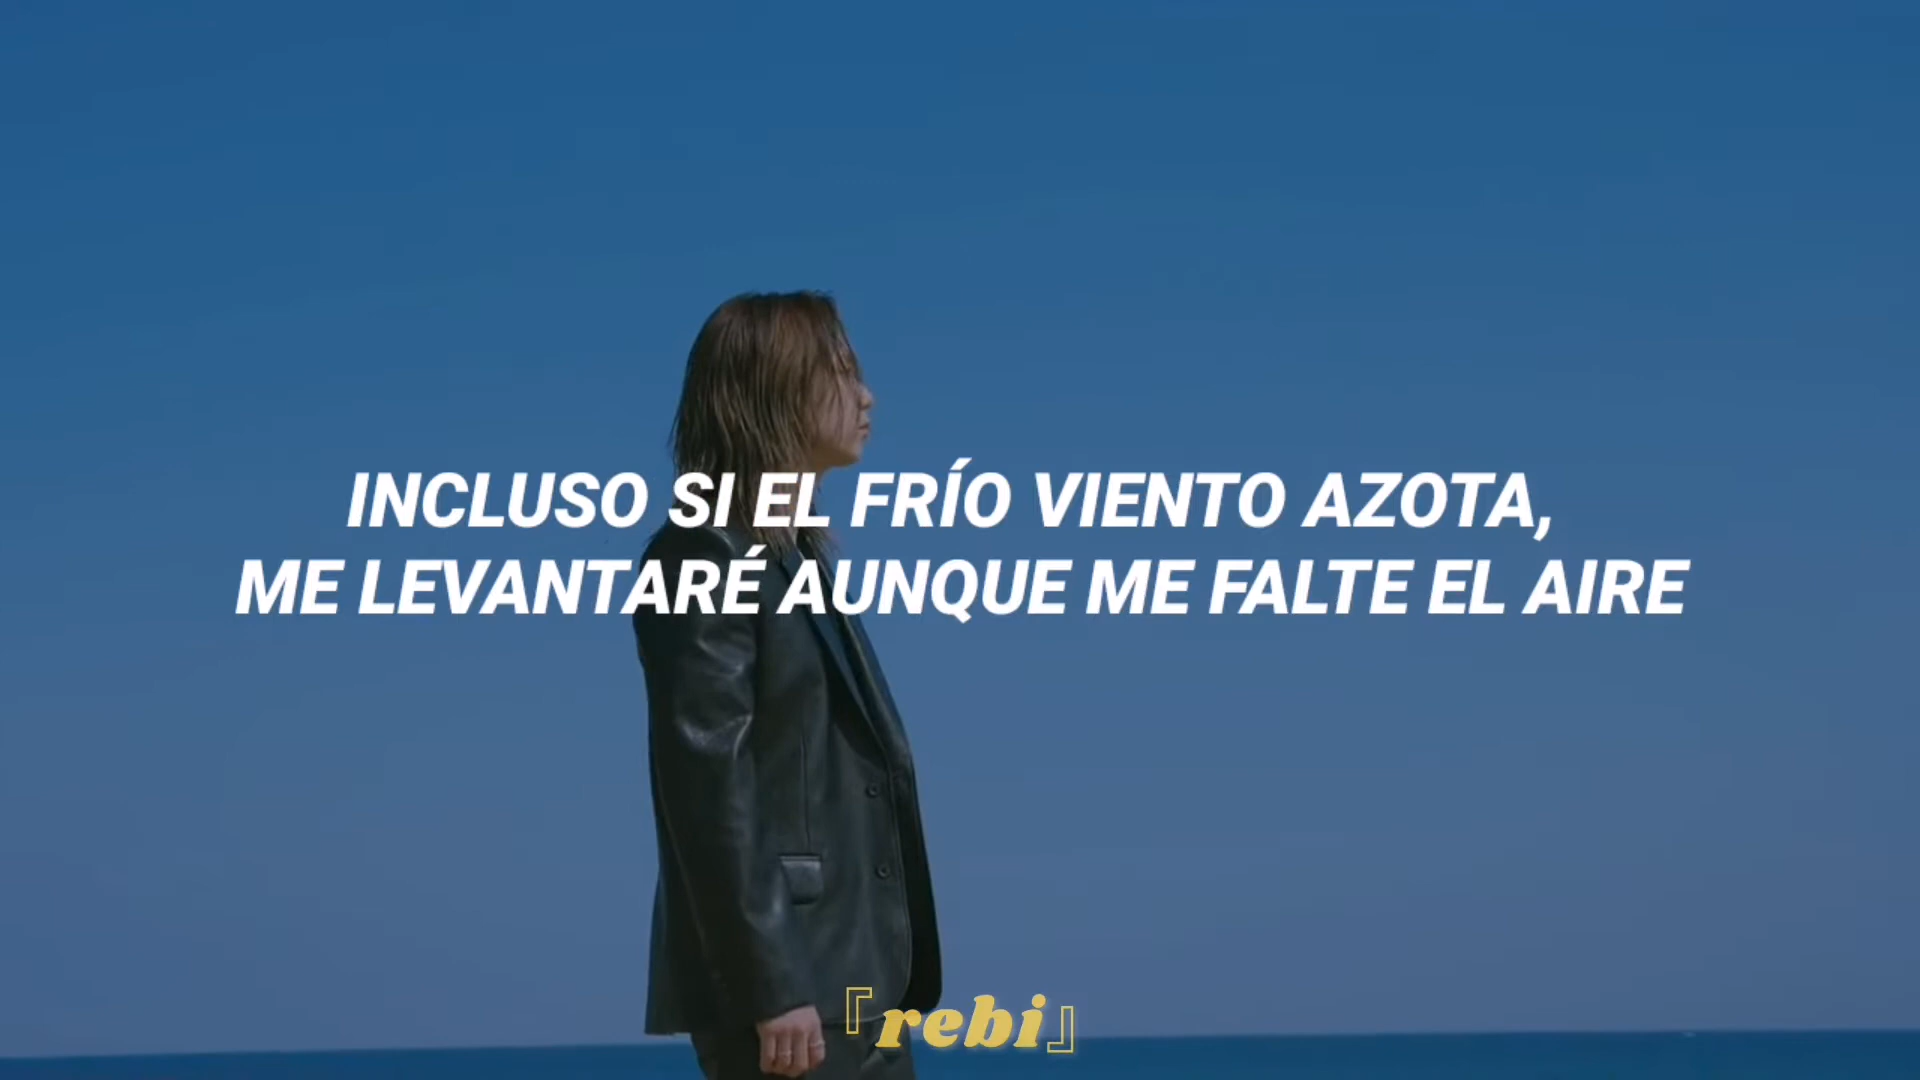 INCLUSO SI EL FRÍO VIENTO AZOTA,
ME LEVANTARÉ AUNQUE ME FALTE EL AIRE
『rebi』